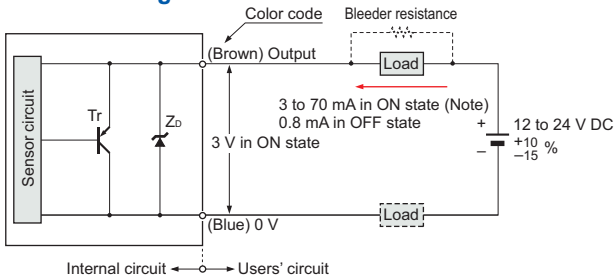 Color code
Bleeder resistance
(Brown) Output
Load
Sensor circuit
Tr
ZD
3 V in ON state
3 to 70 mA in ON state (Note)
0.8 mA in OFF state
+
–
12 to 24 V DC
+10
–15 %
Load
(Blue) 0 V
Internal circuit
Users' circuit